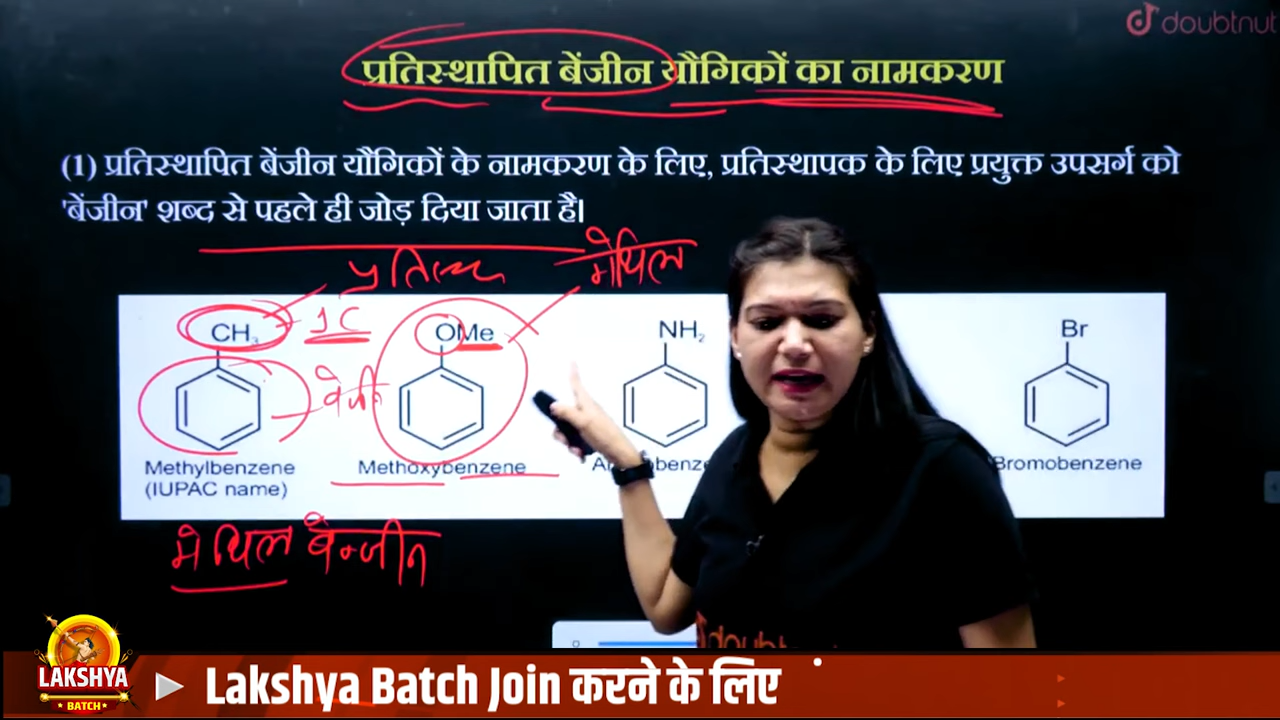 doubtnut
प्रतिस्थापित बेंजीन यौगिकों का नामकरण
(1) प्रतिस्थापित बेंजीन यौगिकों के नामकरण के लिए, प्रतिस्थापक के लिए प्रयुक्त उपसर्ग को
'बेंजीन' शब्द से पहले ही जोड़ दिया जाता है।
मेथिल
CH₃
1C
OMe
NH₂
Br
Methylbenzene
(IUPAC name)
Methoxybenzene
Bromobenzene
मेथिल बेन्जीन
doubtnut
LAKSHYA
BATCH
Lakshya Batch Join करने के लिए